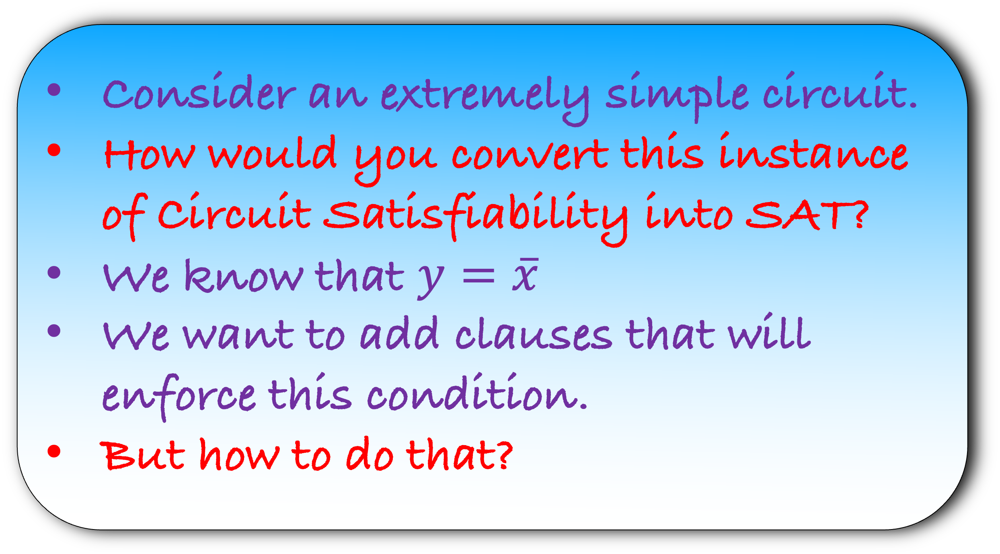 • Consider an extremely simple circuit.
• How would you convert this instance
of Circuit Satisfiability into SAT?
• We know that y = x̄
• We want to add clauses that will
enforce this condition.
• But how to do that?